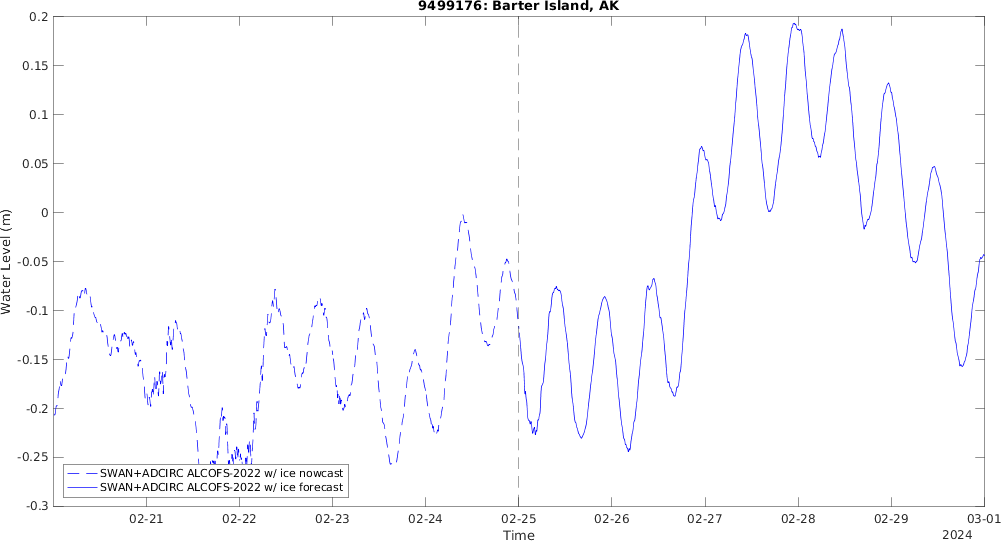 9499176: Barter Island, AK
Water Level (m)
0.2
0.15
0.1
0.05
0
-0.05
-0.1
-0.15
-0.2
-0.25
-0.3
SWAN+ADCIRC ALCOFS-2022 w/ ice nowcast
SWAN+ADCIRC ALCOFS-2022 w/ ice forecast
02-21 02-22 02-23 02-24 02-25 02-26 02-27 02-28 02-29 03-01
Time
2024